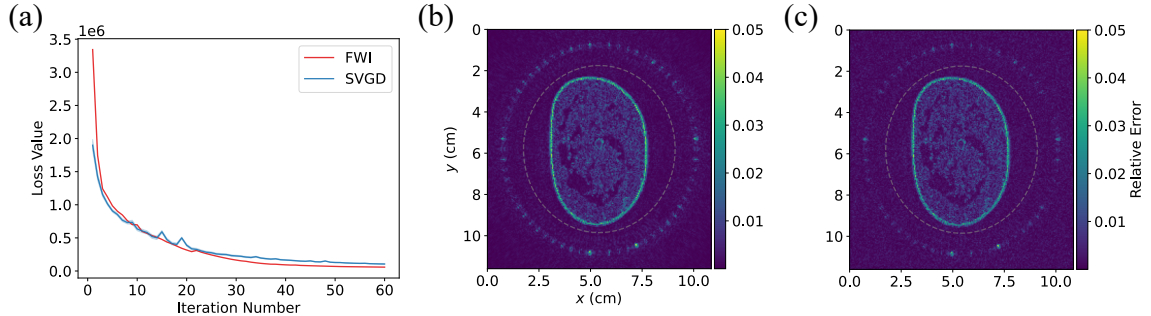 (a)
1e6
3.5
3.0
2.5
2.0
1.5
1.0
0.5
0.0
Loss Value
0 10 20 30 40 50 60
Iteration Number
FWI
SVGD
(b)
0
2
4
6
8
10
y (cm)
0.0 2.5 5.0 7.5 10.0
x (cm)
0.05
0.04
0.03
0.02
0.01
(c)
0
2
4
6
8
10
0.0 2.5 5.0 7.5 10.0
0.05
0.04
0.03
0.02
0.01
Relative Error